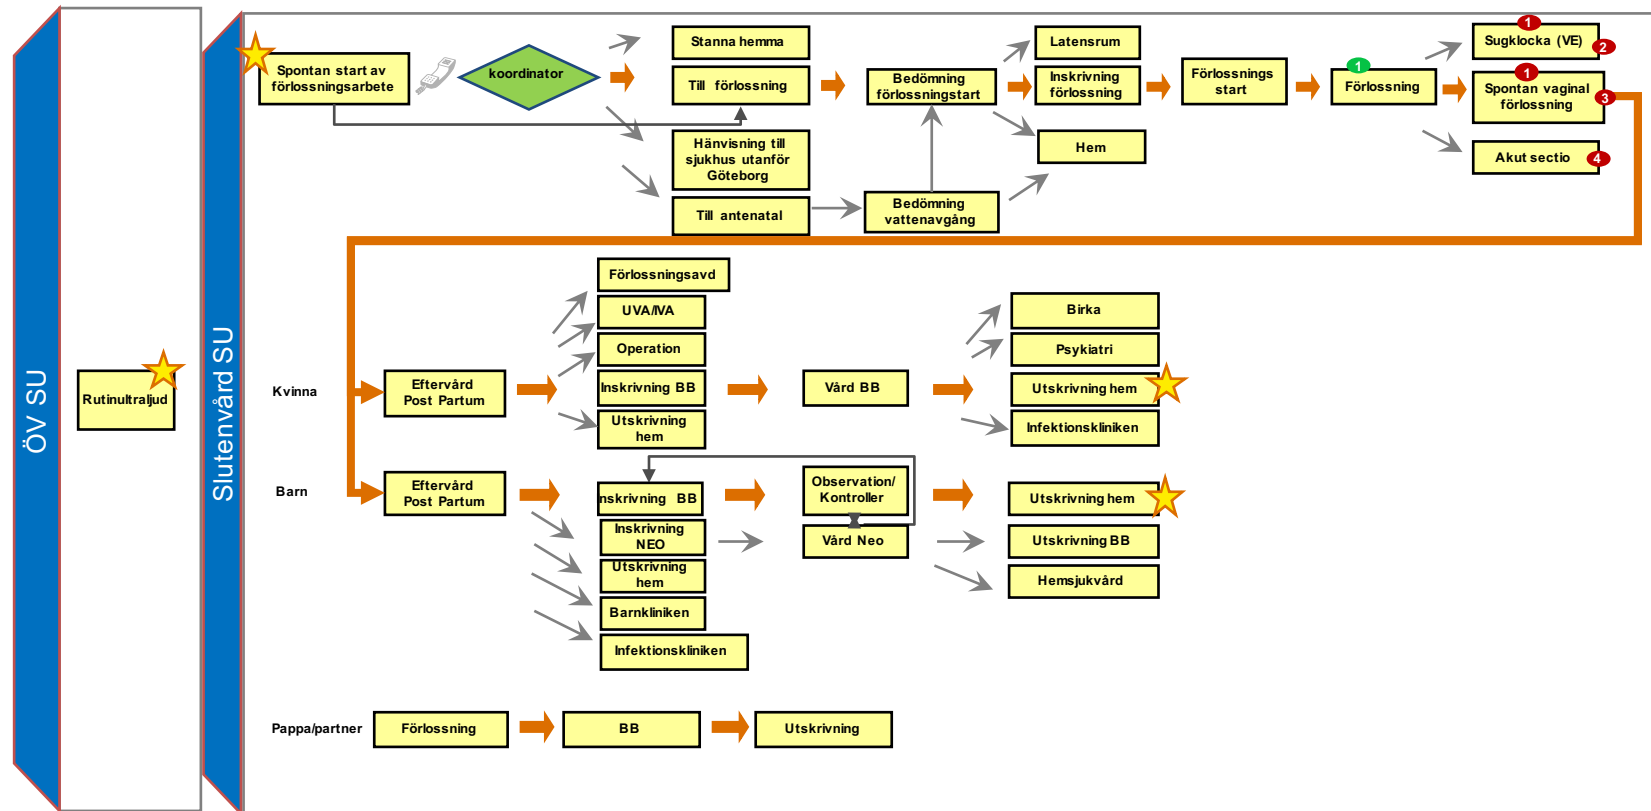 ÖV SU
Rutinultraljud
Slutenvård SU
Spontan start av
förlossningsarbete
koordinator
Stanna hemma
Till förlossning
Hänvisning till
sjukhus utanför
Göteborg
Till antenatal
Bedömning
förlossningstart
Bedömning
vattenavgång
Latensrum
Inskrivning
förlossning
Hem
Förlossnings
start
1
Förlossning
1
Sugklocka (VE)
2
1
Spontan vaginal
förlossning
3
Akut sectio
4
Kvinna
Eftervård
Post Partum
Förlossningsavd
UVA/IVA
Operation
Inskrivning BB
Utskrivning
hem
Vård BB
Birka
Psykiatri
Utskrivning hem
Infektionskliniken
Barn
Eftervård
Post Partum
nskrivning BB
Inskrivning
NEO
Utskrivning
hem
Barnkliniken
Infektionskliniken
Observation/
Kontroller
Vård Neo
Utskrivning hem
Utskrivning BB
Hemsjukvård
Pappa/partner
Förlossning
BB
Utskrivning